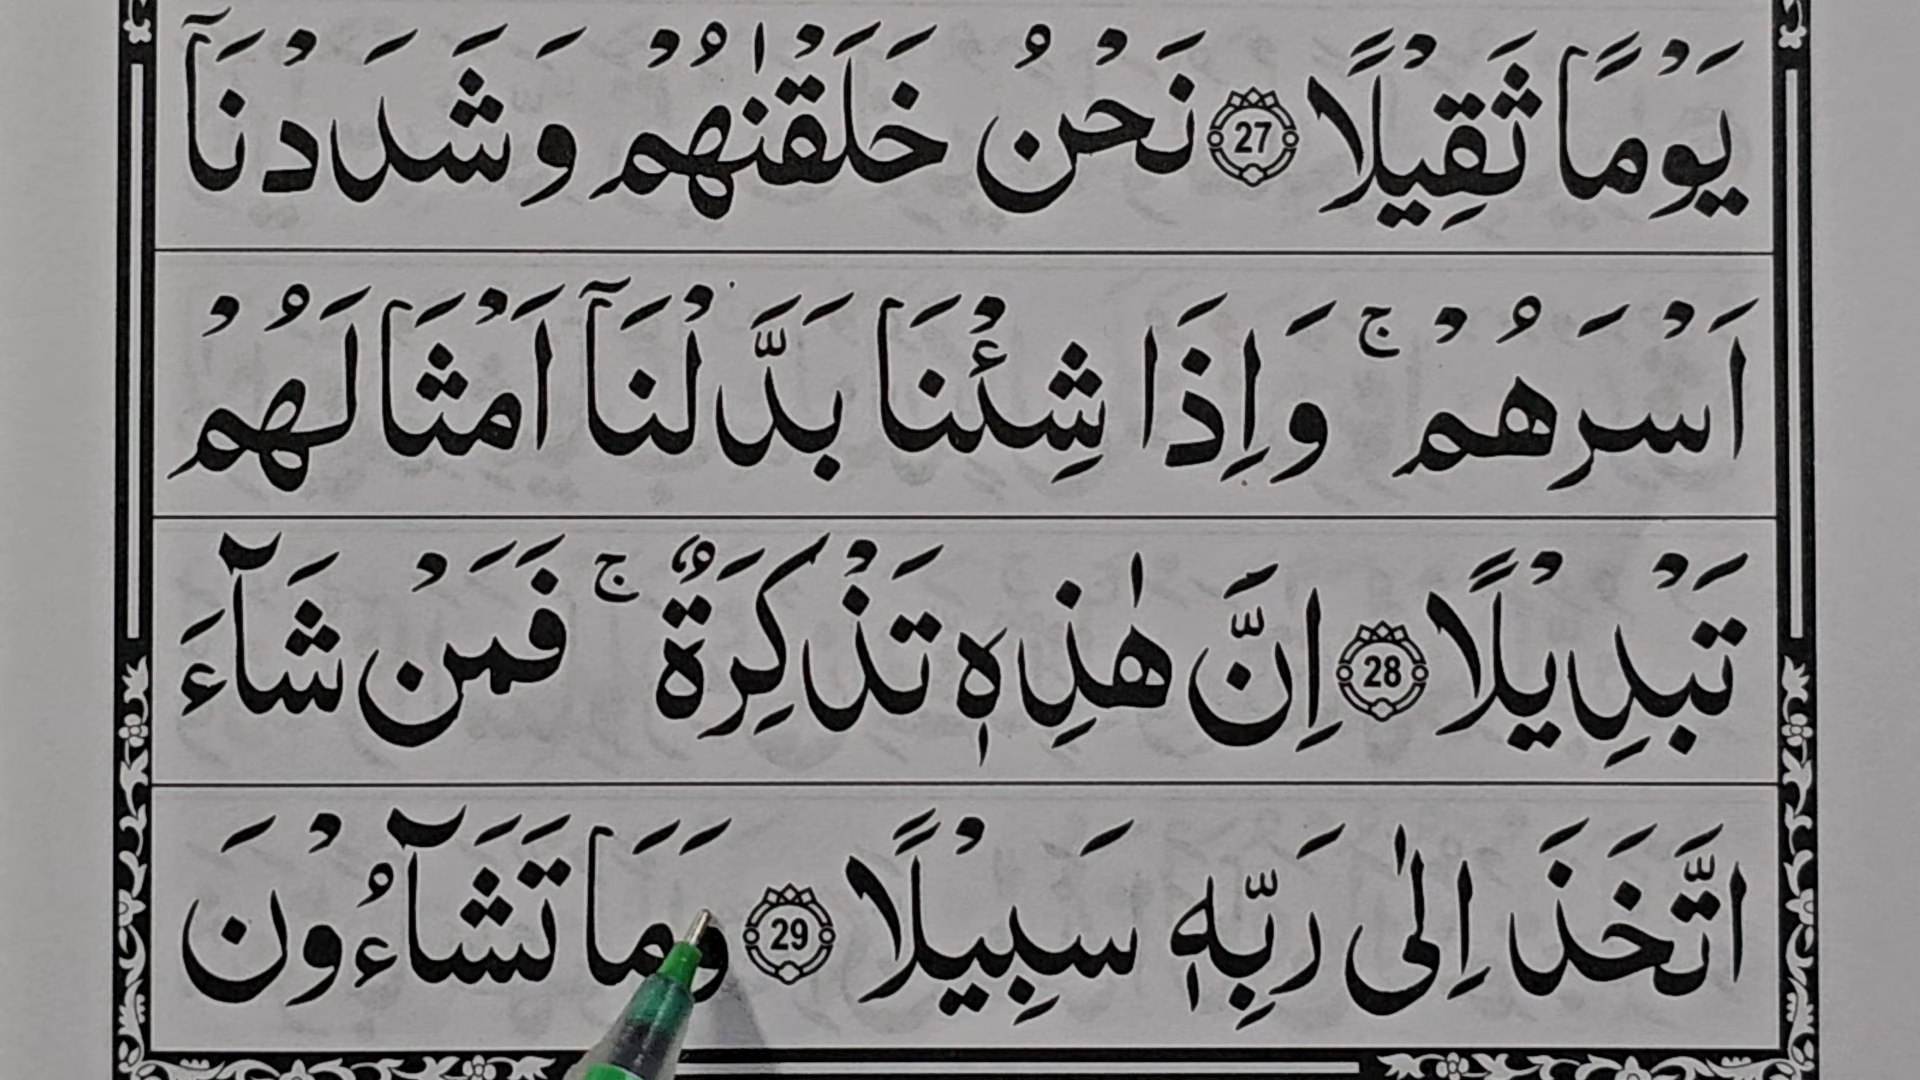 يَوْمًا ثَقِيْلًا 27 نَحْنُ خَلَقْنٰهُمْ وَشَدَدْنَاۤ
اَسْرَهُمْ ۚ وَاِذَا شِئْنَا بَدَّلْنَاۤ اَمْثَالَهُمْ
تَبْدِيْلًا 28 اِنَّ هٰذِهٖ تَذْكِرَةٌ ۚ فَمَنْ شَآءَ
اتَّخَذَ اِلٰى رَبِّهٖ سَبِيْلًا 29 وَمَا تَشَآءُوْنَ